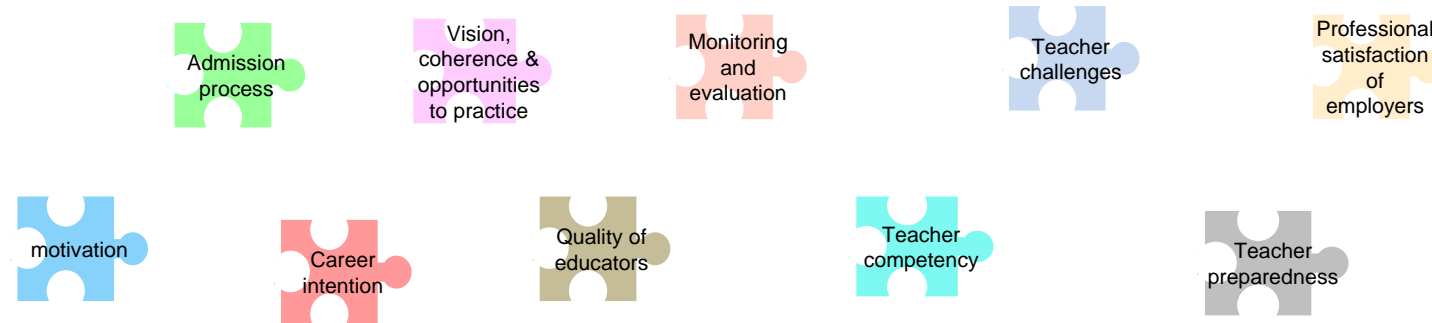 Admission
process
Vision,
coherence &
opportunities
to practice
Monitoring
and
evaluation
Teacher
challenges
Professional
satisfaction
of
employers
motivation
Career
intention
Quality of
educators
Teacher
competency
Teacher
preparedness